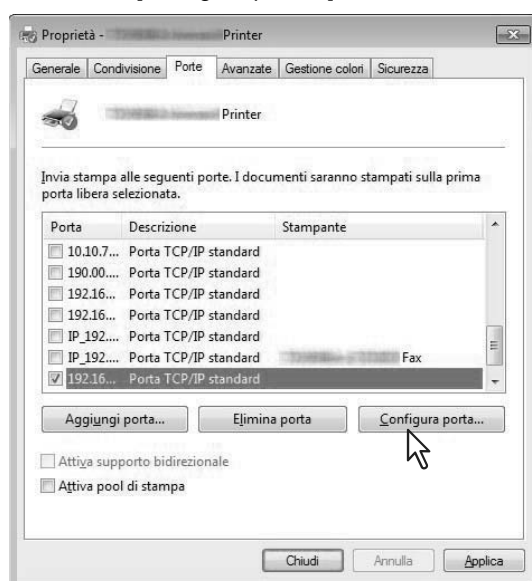 Proprietà - Printer
Generale Condivisione Porte Avanzate Gestione colori Sicurezza
Printer
Invia stampa alle seguenti porte. I documenti saranno stampati sulla prima
porta libera selezionata.
Porta Descrizione Stampante
10.10.7... Porta TCP/IP standard
190.00.... Porta TCP/IP standard
192.16... Porta TCP/IP standard
192.16... Porta TCP/IP standard
IP_192.... Porta TCP/IP standard
IP_192.... Porta TCP/IP standard Fax
192.16... Porta TCP/IP standard
Aggiungi porta... Elimina porta Configura porta...
Attiva supporto bidirezionale
Attiva pool di stampa
Chiudi Annulla Applica